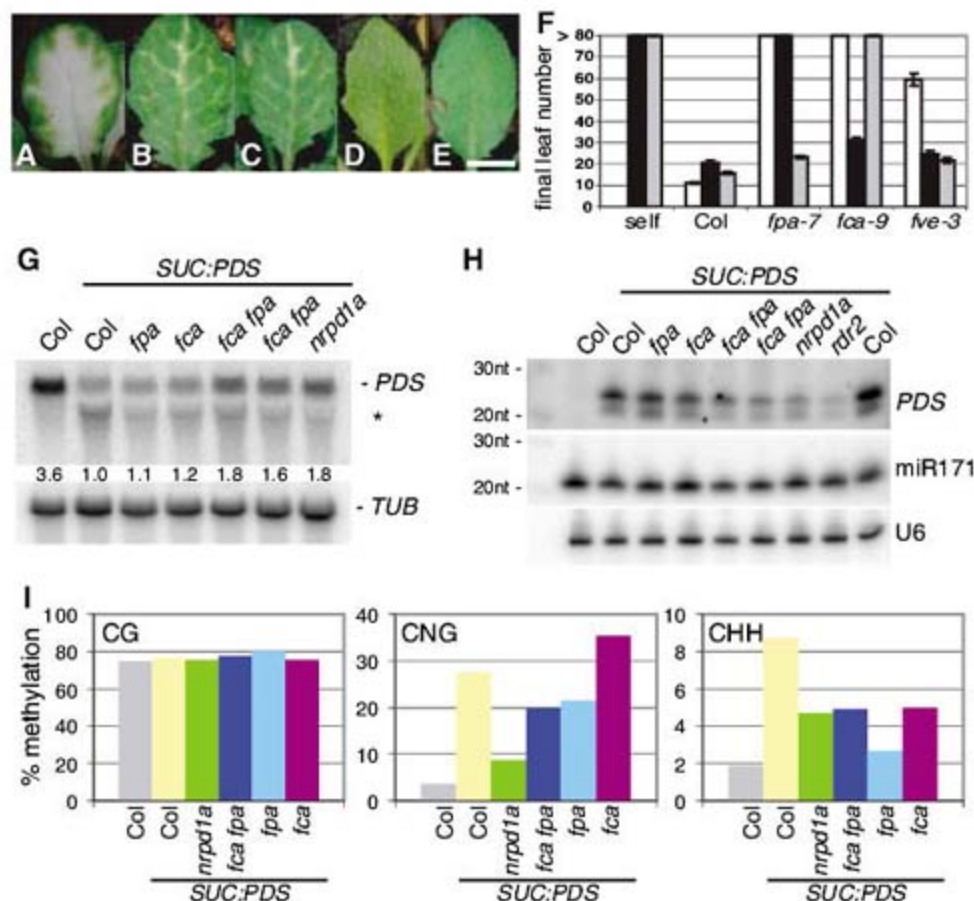 A B C D E
F
final leaf number
>
80
70
60
50
40
30
20
10
0
self Col fpa-7 fca-9 fve-3
G
SUC:PDS
Col Col fpa fca fca fpa fca fpa nrpd1a
- PDS
*
3.6 1.0 1.1 1.2 1.8 1.6 1.8
- TUB
H
SUC:PDS
Col Col fpa fca fca fpa fca fpa nrpd1a rdr2 Col
30nt -
20nt -
PDS
30nt -
20nt -
miR171
U6
I
% methylation
CG
100
80
60
40
20
0
Col Col nrpd1a fca fpa fpa fca
SUC:PDS
CNG
40
30
20
10
0
Col Col nrpd1a fca fpa fpa fca
SUC:PDS
CHH
10
8
6
4
2
0
Col Col nrpd1a fca fpa fpa fca
SUC:PDS